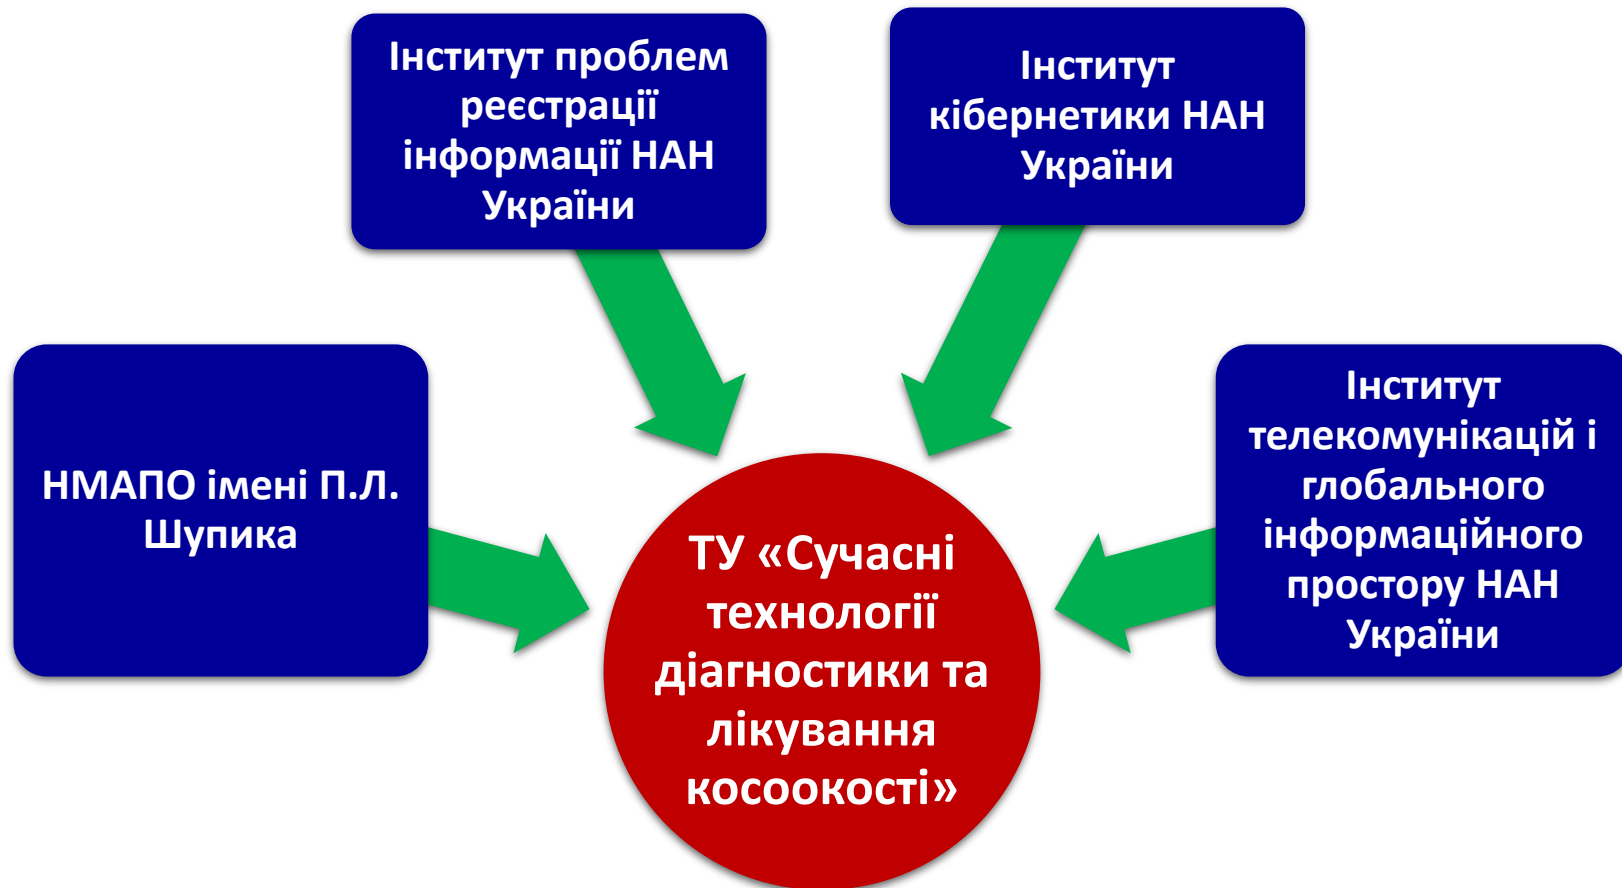 Інститут проблем
реєстрації
інформації НАН
України
Інститут
кібернетики НАН
України
НМАПО імені П.Л.
Шупика
Інститут
телекомунікацій і
глобального
інформаційного
простору НАН
України
ТУ «Сучасні
технології
діагностики та
лікування
косоокості»